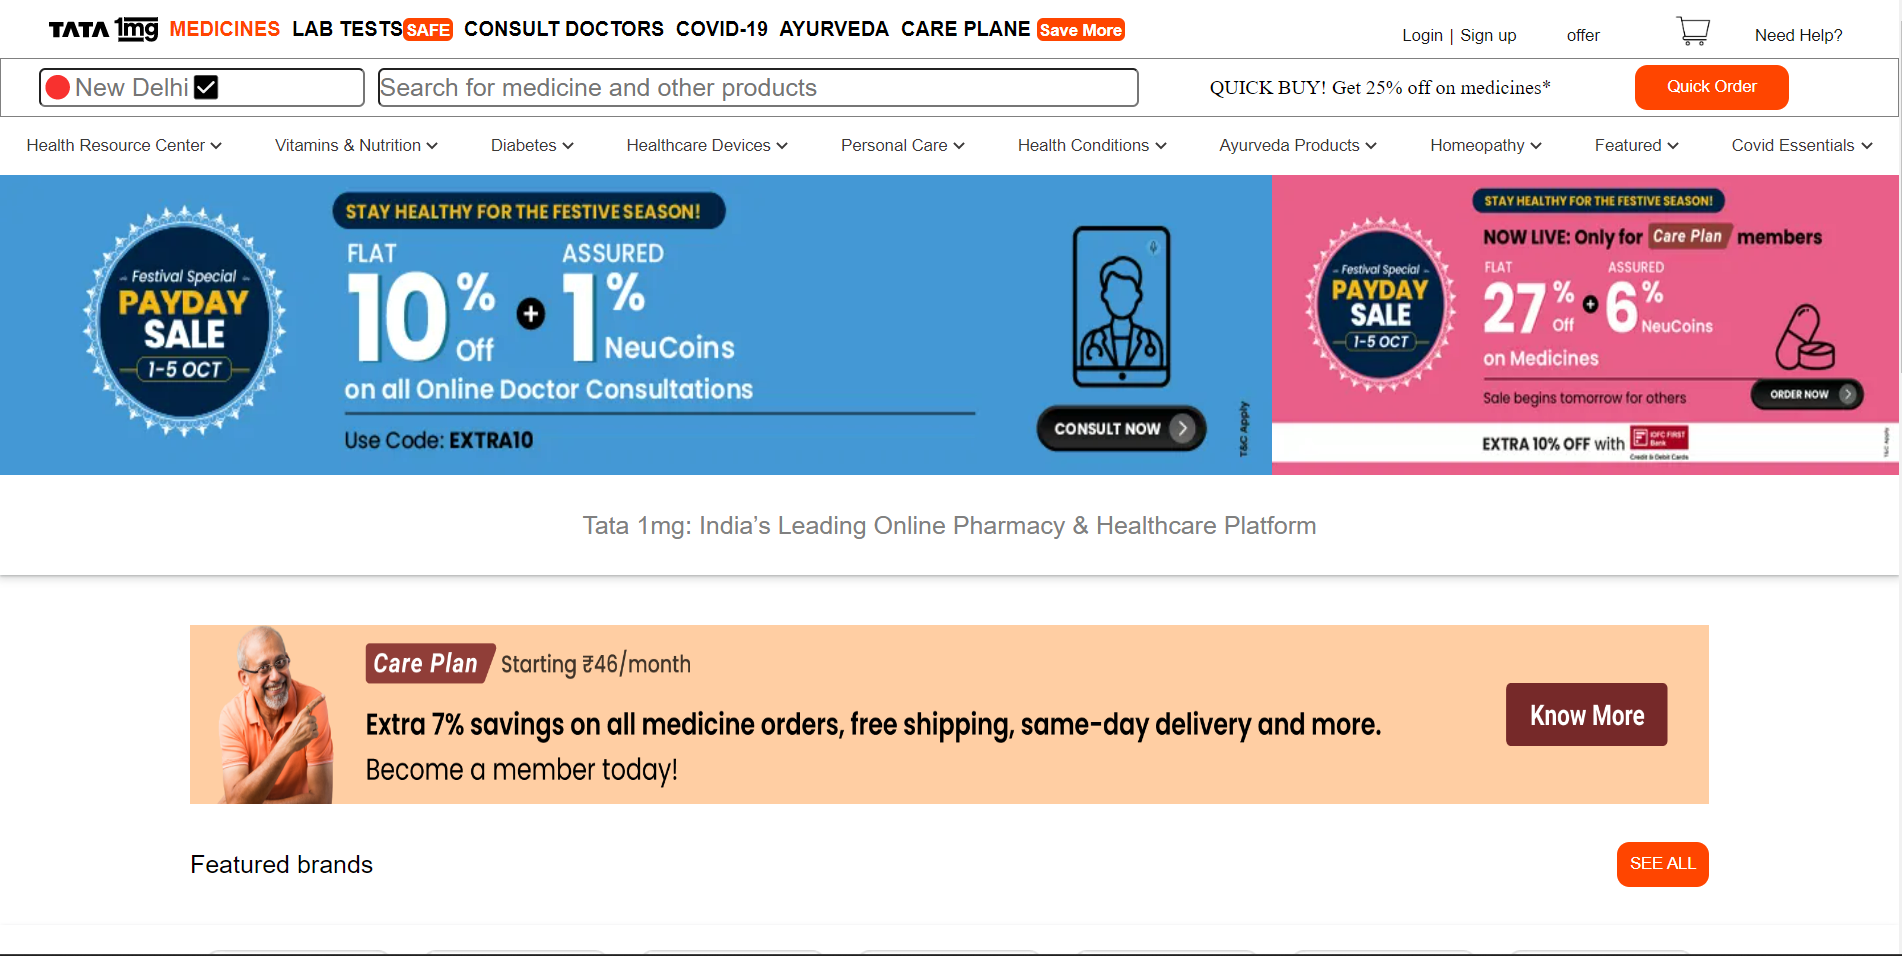 TATA 1mg MEDICINES LAB TESTS SAFE CONSULT DOCTORS COVID-19 AYURVEDA CARE PLANE Save More
Login | Sign up offer Need Help?
New Delhi Search for medicine and other products QUICK BUY! Get 25% off on medicines* Quick Order
Health Resource Center Vitamins & Nutrition Diabetes Healthcare Devices Personal Care Health Conditions Ayurveda Products Homeopathy Featured Covid Essentials
Festival Special
PAYDAY
SALE
1-5 OCT
STAY HEALTHY FOR THE FESTIVE SEASON!
FLAT ASSURED
10% Off + 1% NeuCoins
on all Online Doctor Consultations
Use Code: EXTRA10
CONSULT NOW
T&C Apply
Festival Special
PAYDAY
SALE
1-5 OCT
STAY HEALTHY FOR THE FESTIVE SEASON!
NOW LIVE: Only for Care Plan members
FLAT ASSURED
27% Off + 6% NeuCoins
on Medicines
Sale begins tomorrow for others
ORDER NOW
EXTRA 10% OFF with IDFC FIRST Bank
Credit & Debit Cards
T&C Apply
Tata 1mg: India’s Leading Online Pharmacy & Healthcare Platform
Care Plan Starting ₹46/month
Extra 7% savings on all medicine orders, free shipping, same-day delivery and more.
Become a member today!
Know More
Featured brands SEE ALL